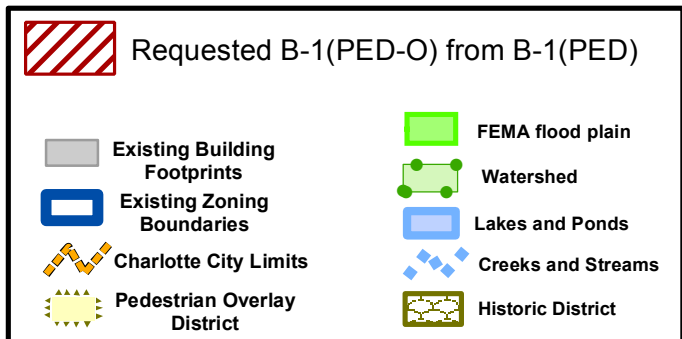 Requested B-1(PED-O) from B-1(PED)
Existing Building
Footprints
Existing Zoning
Boundaries
Charlotte City Limits
Pedestrian Overlay
District
FEMA flood plain
Watershed
Lakes and Ponds
Creeks and Streams
Historic District